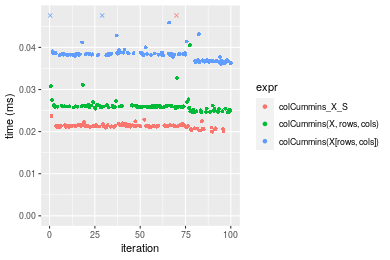 0.04
0.03
0.02
0.01
0.00
time (ms)
0
25
50
75
100
iteration
expr
colCummins_X_S
colCummins(X, rows, cols)
colCummins(X[rows, cols])